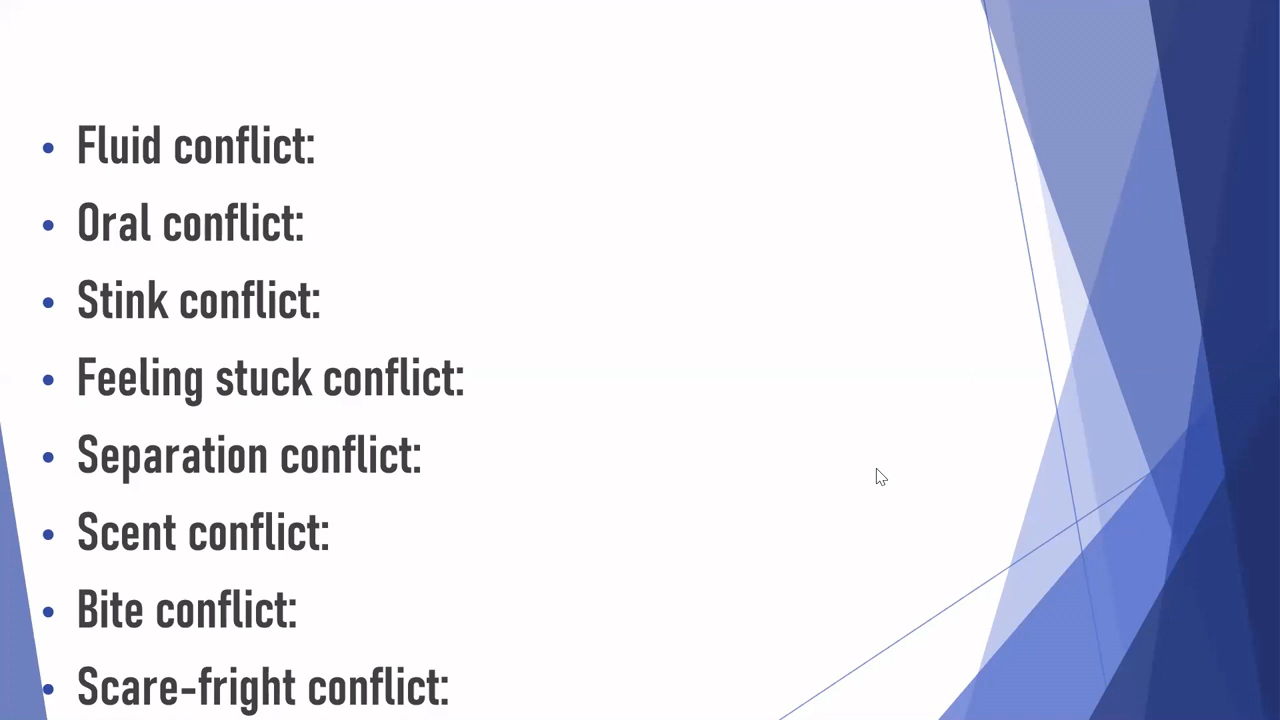 • Fluid conflict:
• Oral conflict:
• Stink conflict:
• Feeling stuck conflict:
• Separation conflict:
• Scent conflict:
• Bite conflict:
• Scare-fright conflict: